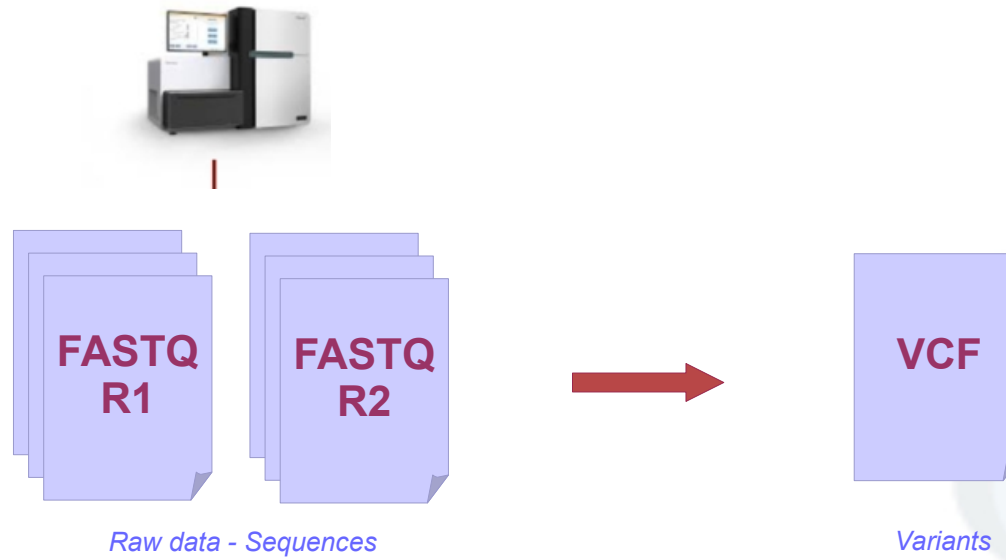 FASTQ
R1
FASTQ
R2
VCF
Raw data - Sequences
Variants